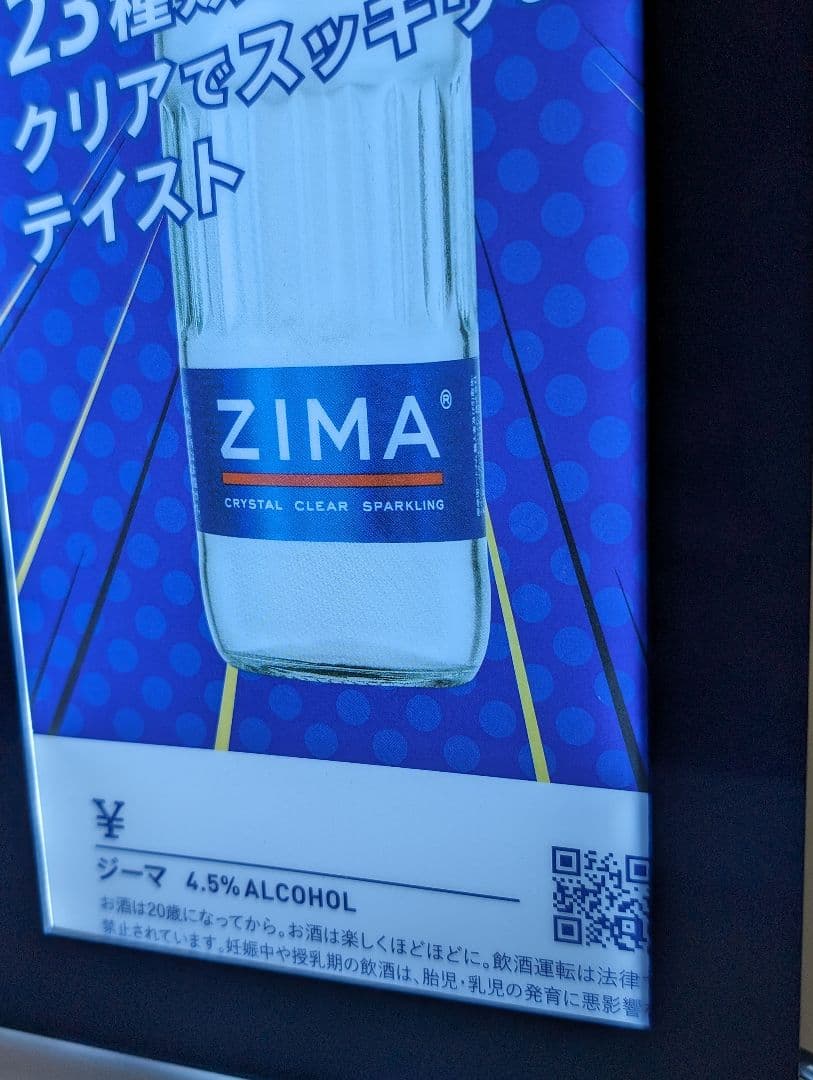 23種
クリアでスッキリ
テイスト
ZIMA®
CRYSTAL CLEAR SPARKLING
¥
ジーマ 4.5% ALCOHOL
お酒は20歳になってから。お酒は楽しくほどほどに。飲酒運転は法律
禁止されています。妊娠中や授乳期の飲酒は、胎児・乳児の発育に悪影響